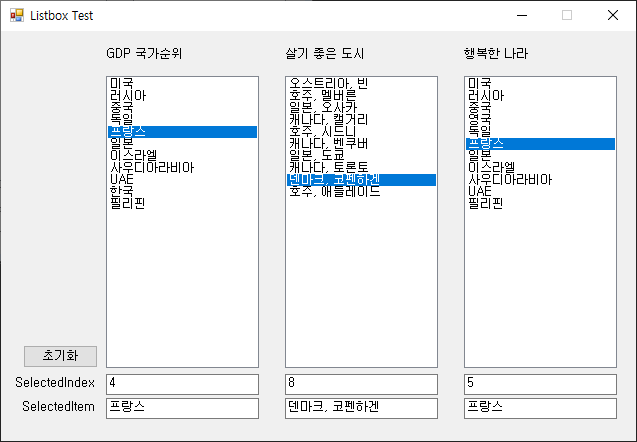 Listbox Test
GDP 국가순위
미국
러시아
중국
독일
프랑스
일본
이스라엘
사우디아라비아
UAE
한국
필리핀
살기 좋은 도시
오스트리아, 빈
호주, 멜버른
일본, 오사카
캐나다, 캘거리
호주, 시드니
캐나다, 벤쿠버
일본, 도쿄
캐나다, 토론토
덴마크, 코펜하겐
호주, 애들레이드
행복한 나라
미국
러시아
중국
영국
독일
프랑스
일본
이스라엘
사우디아라비아
UAE
필리핀
초기화
SelectedIndex 4 8 5
SelectedItem 프랑스 덴마크, 코펜하겐 프랑스